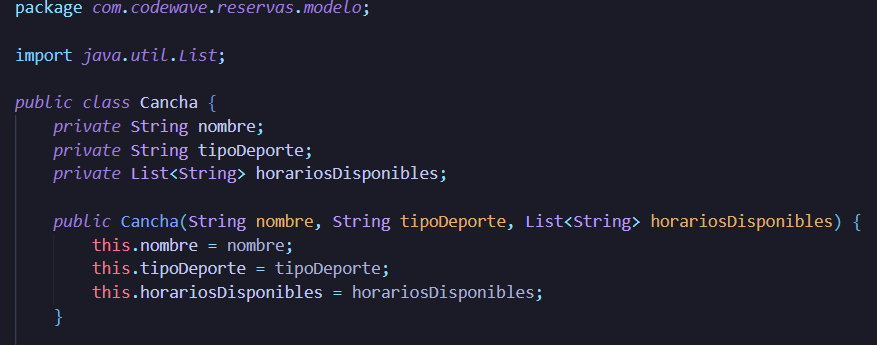 package com.codewave.reservas.modelo;
import java.util.List;
public class Cancha {
private String nombre;
private String tipoDeporte;
private List<String> horariosDisponibles;
public Cancha(String nombre, String tipoDeporte, List<String> horariosDisponibles) {
this.nombre = nombre;
this.tipoDeporte = tipoDeporte;
this.horariosDisponibles = horariosDisponibles;
}